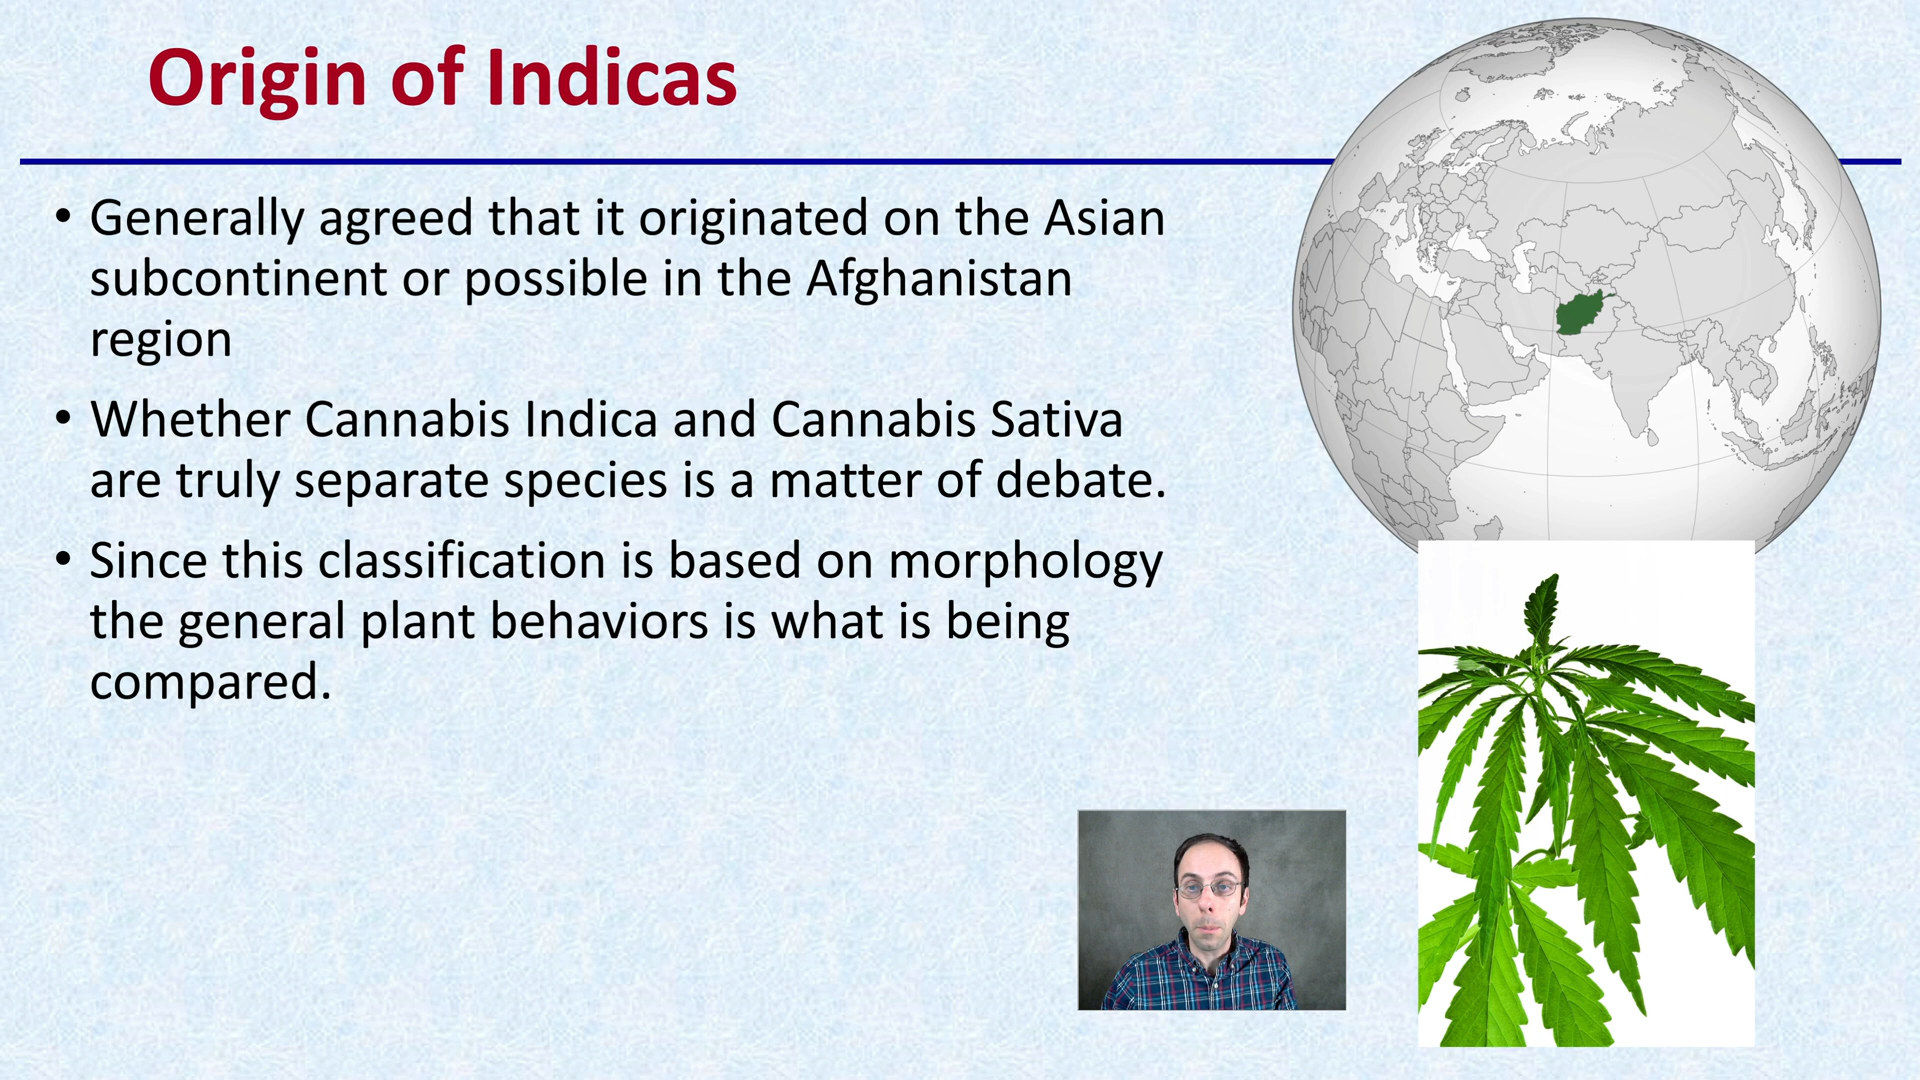 Origin of Indicas
• Generally agreed that it originated on the Asian
subcontinent or possible in the Afghanistan
region
• Whether Cannabis Indica and Cannabis Sativa
are truly separate species is a matter of debate.
• Since this classification is based on morphology
the general plant behaviors is what is being
compared.